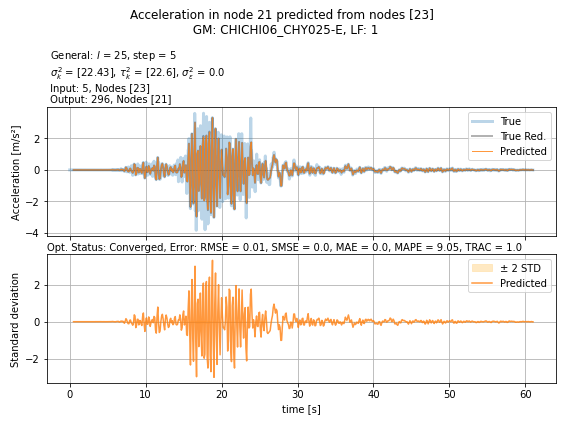 Acceleration in node 21 predicted from nodes [23]
GM: CHICHI06_CHY025-E, LF: 1
General: l = 25, step = 5
σ²ₖ = [22.43], τ²ₖ = [22.6], σ²ε = 0.0
Input: 5, Nodes [23]
Output: 296, Nodes [21]
True
True Red.
Predicted
Acceleration [m/s²]
2
0
−2
−4
Opt. Status: Converged, Error: RMSE = 0.01, SMSE = 0.0, MAE = 0.0, MAPE = 9.05, TRAC = 1.0
± 2 STD
Predicted
Standard deviation
2
0
−2
0 10 20 30 40 50 60
time [s]